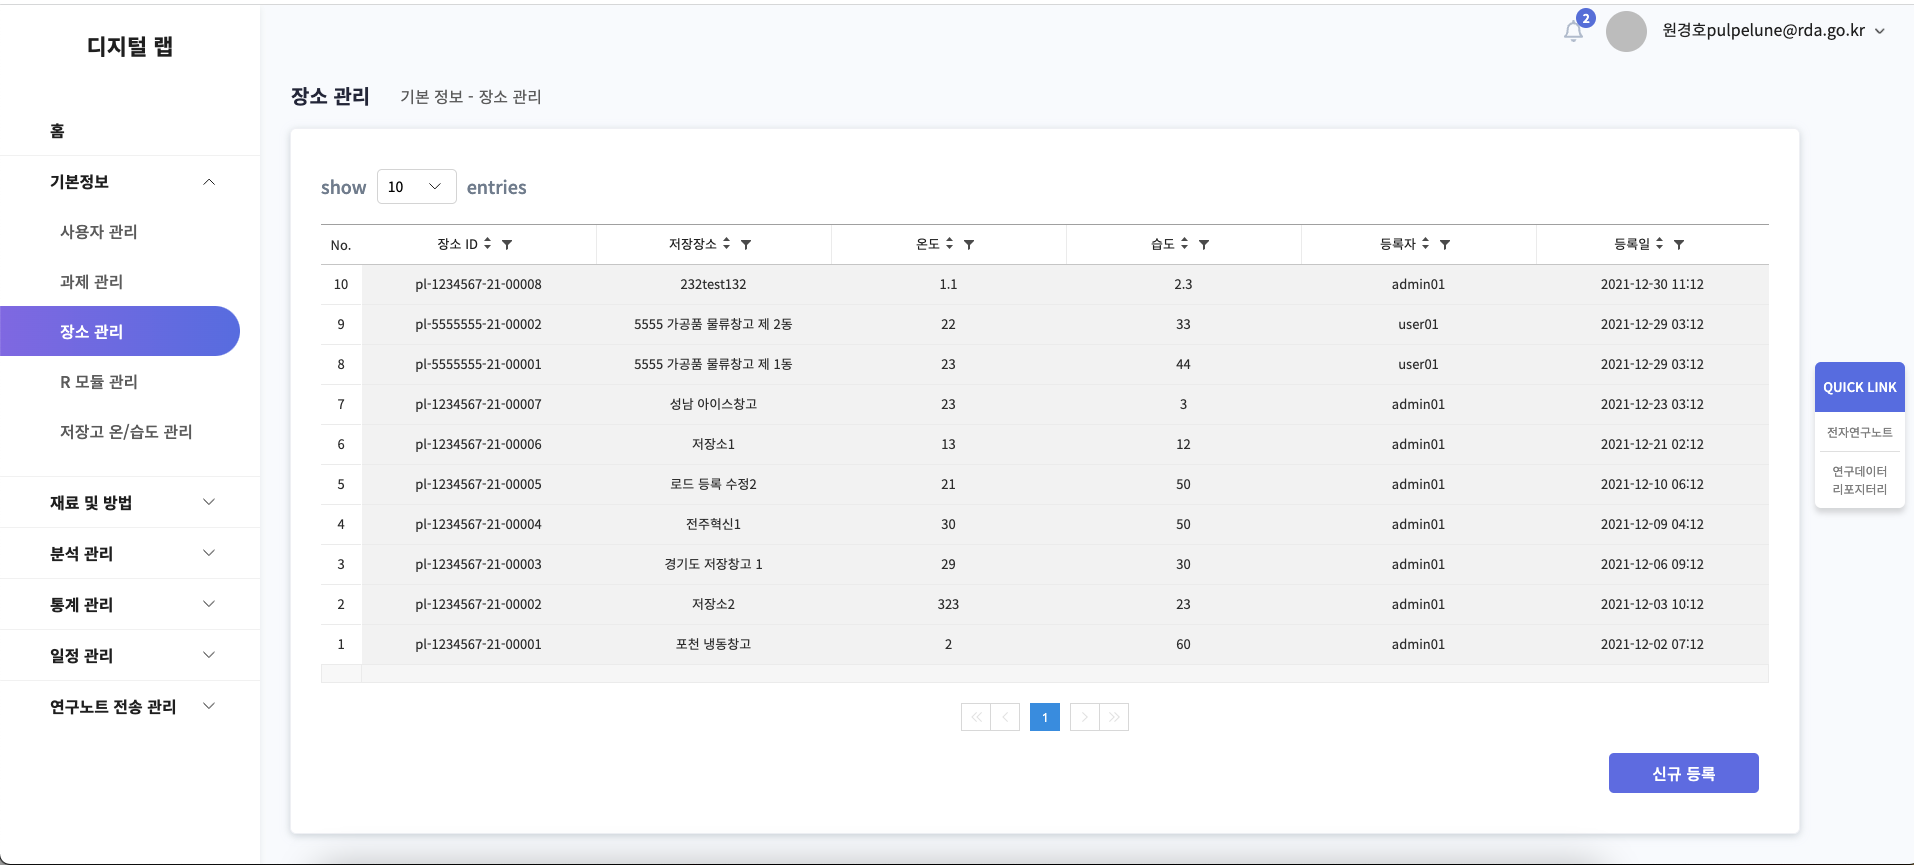 디지털 랩
2
원경호pulpelune@rda.go.kr
홈
기본정보
사용자 관리
과제 관리
장소 관리
R 모듈 관리
저장고 온/습도 관리
재료 및 방법
분석 관리
통계 관리
일정 관리
연구노트 전송 관리
장소 관리 기본 정보 - 장소 관리
show 10 entries
No. 장소 ID 저장장소 온도 습도 등록자 등록일
10 pl-1234567-21-00008 232test132 1.1 2.3 admin01 2021-12-30 11:12
9 pl-5555555-21-00002 5555 가공품 물류창고 제 2동 22 33 user01 2021-12-29 03:12
8 pl-5555555-21-00001 5555 가공품 물류창고 제 1동 23 44 user01 2021-12-29 03:12
7 pl-1234567-21-00007 성남 아이스창고 23 3 admin01 2021-12-23 03:12
6 pl-1234567-21-00006 저장소1 13 12 admin01 2021-12-21 02:12
5 pl-1234567-21-00005 로드 등록 수정2 21 50 admin01 2021-12-10 06:12
4 pl-1234567-21-00004 전주혁신1 30 50 admin01 2021-12-09 04:12
3 pl-1234567-21-00003 경기도 저장창고 1 29 30 admin01 2021-12-06 09:12
2 pl-1234567-21-00002 저장소2 323 23 admin01 2021-12-03 10:12
1 pl-1234567-21-00001 포천 냉동창고 2 60 admin01 2021-12-02 07:12
1
신규 등록
QUICK LINK
전자연구노트
연구데이터
리포지터리